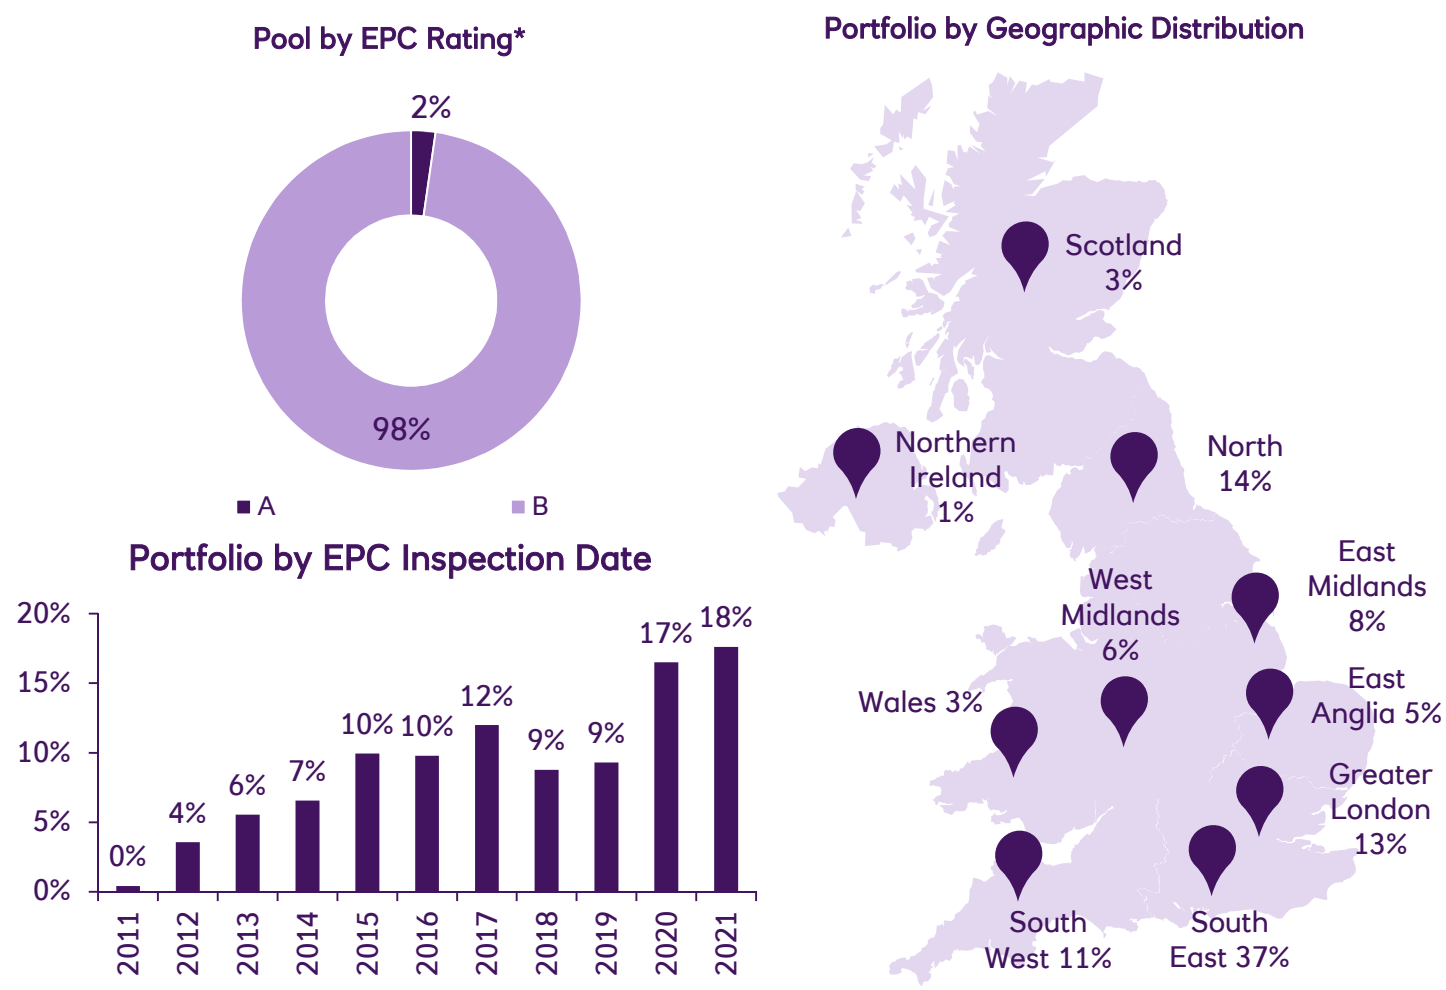 Pool by EPC Rating*
2%
98%
A
B
Portfolio by EPC Inspection Date
20%
15%
10%
5%
0%
0%
4%
6%
7%
10%
10%
12%
9%
9%
17%
18%
2011
2012
2013
2014
2015
2016
2017
2018
2019
2020
2021
Portfolio by Geographic Distribution
Scotland
3%
Northern
Ireland
1%
North
14%
East
Midlands
8%
West
Midlands
6%
East
Anglia 5%
Wales 3%
Greater
London
13%
South
West 11%
South
East 37%